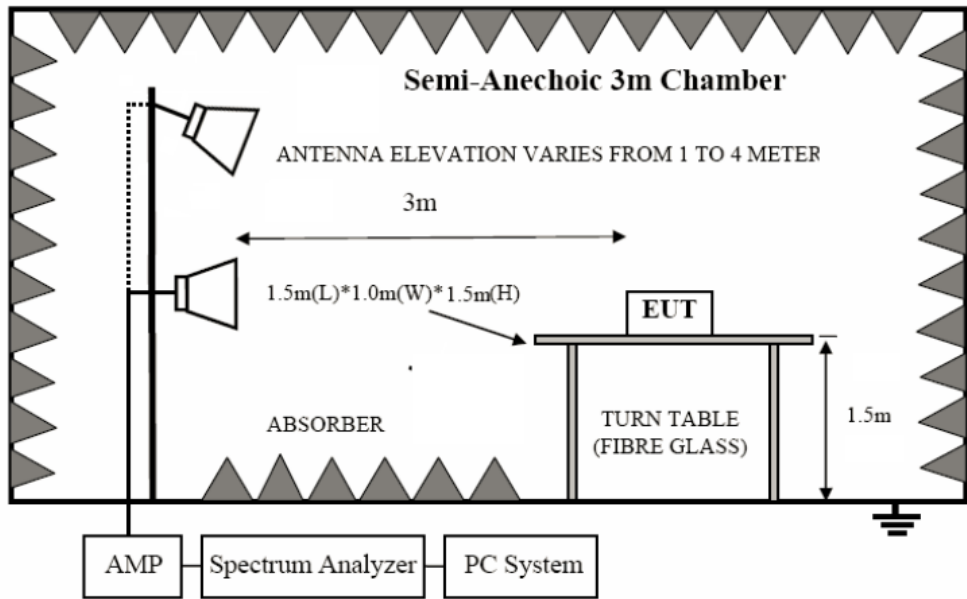 Semi-Anechoic 3m Chamber
ANTENNA ELEVATION VARIES FROM 1 TO 4 METER
3m
1.5m(L)*1.0m(W)*1.5m(H)
EUT
ABSORBER
TURN TABLE
(FIBRE GLASS)
1.5m
AMP
Spectrum Analyzer
PC System